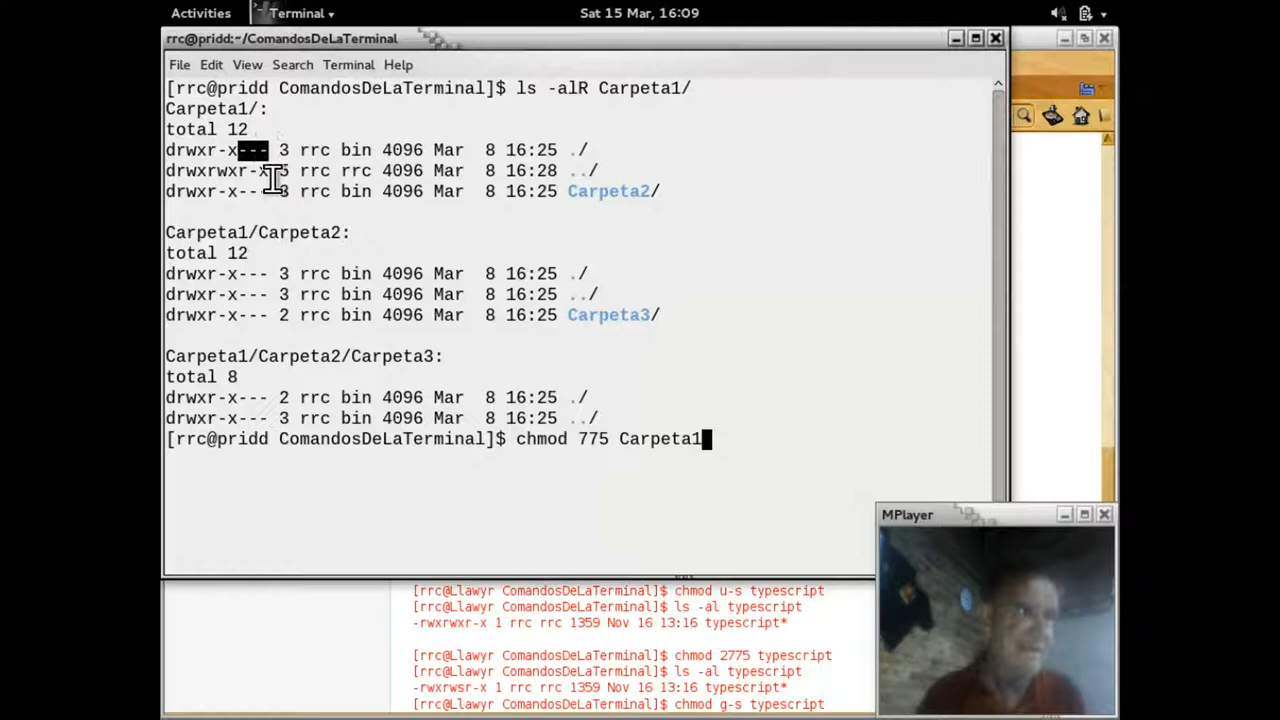 Activities
Terminal
Sat 15 Mar, 16:09
rrc@pridd:~/ComandosDeLaTerminal
File Edit View Search Terminal Help
[rrc@pridd ComandosDeLaTerminal]$ ls -alR Carpeta1/
Carpeta1/:
total 12
drwxr-x--- 3 rrc bin 4096 Mar  8 16:25 ./
drwxrwxr-x 5 rrc rrc 4096 Mar  8 16:28 ../
drwxr-x--- 3 rrc bin 4096 Mar  8 16:25 Carpeta2/
Carpeta1/Carpeta2:
total 12
drwxr-x--- 3 rrc bin 4096 Mar  8 16:25 ./
drwxr-x--- 3 rrc bin 4096 Mar  8 16:25 ../
drwxr-x--- 2 rrc bin 4096 Mar  8 16:25 Carpeta3/
Carpeta1/Carpeta2/Carpeta3:
total 8
drwxr-x--- 2 rrc bin 4096 Mar  8 16:25 ./
drwxr-x--- 3 rrc bin 4096 Mar  8 16:25 ../
[rrc@pridd ComandosDeLaTerminal]$ chmod 775 Carpeta1
MPlayer
[rrc@Llawyr ComandosDeLaTerminal]$ chmod u-s typescript
[rrc@Llawyr ComandosDeLaTerminal]$ ls -al typescript
-rwxrwxr-x 1 rrc rrc 1359 Nov 16 13:16 typescript*
[rrc@Llawyr ComandosDeLaTerminal]$ chmod 2775 typescript
[rrc@Llawyr ComandosDeLaTerminal]$ ls -al typescript
-rwxrwsr-x 1 rrc rrc 1359 Nov 16 13:16 typescript*
[rrc@Llawyr ComandosDeLaTerminal]$ chmod g-s typescript